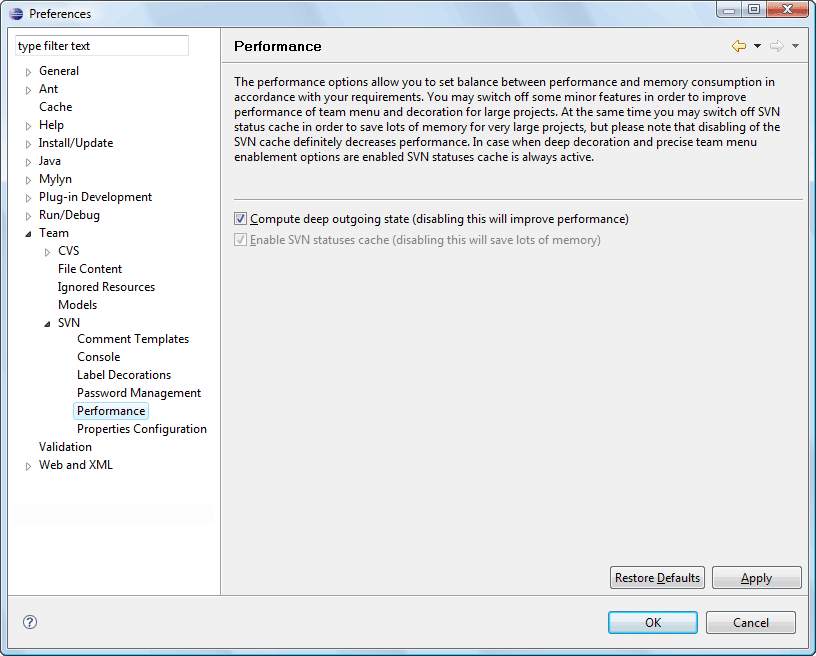 Preferences
type filter text
General
Ant
Cache
Help
Install/Update
Java
Mylyn
Plug-in Development
Run/Debug
Team
CVS
File Content
Ignored Resources
Models
SVN
Comment Templates
Console
Label Decorations
Password Management
Performance
Properties Configuration
Validation
Web and XML
Performance
The performance options allow you to set balance between performance and memory consumption in
accordance with your requirements. You may switch off some minor features in order to improve
performance of team menu and decoration for large projects. At the same time you may switch off SVN
status cache in order to save lots of memory for very large projects, but please note that disabling of the
SVN cache definitely decreases performance. In case when deep decoration and precise team menu
enablement options are enabled SVN statuses cache is always active.
Compute deep outgoing state (disabling this will improve performance)
Enable SVN statuses cache (disabling this will save lots of memory)
Restore Defaults
Apply
?
OK
Cancel